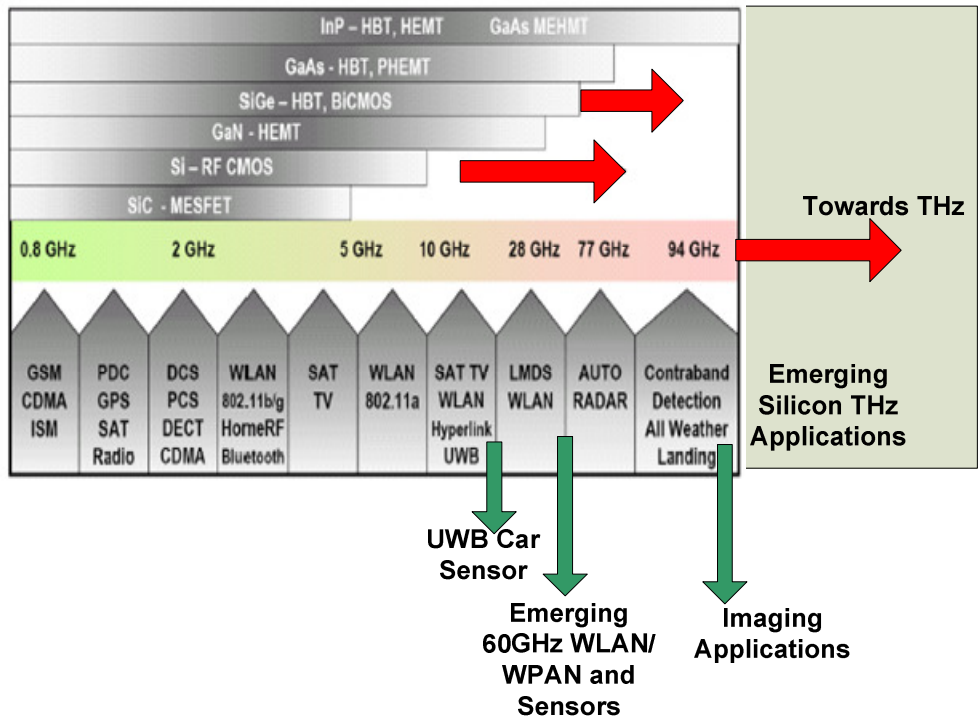 InP – HBT, HEMT GaAs MEHMT
GaAs - HBT, PHEMT
SiGe – HBT, BiCMOS
GaN - HEMT
Si – RF CMOS
SiC - MESFET
Towards THz
0.8 GHz 2 GHz 5 GHz 10 GHz 28 GHz 77 GHz 94 GHz
GSM
CDMA
ISM
PDC
GPS
SAT
Radio
DCS
PCS
DECT
CDMA
WLAN
802.11b/g
HomeRF
Bluetooth
SAT
TV
WLAN
802.11a
SAT TV
WLAN
Hyperlink
UWB
LMDS
WLAN
AUTO
RADAR
Contraband
Detection
All Weather
Landing
Emerging
Silicon THz
Applications
UWB Car
Sensor
Emerging
60GHz WLAN/
WPAN and
Sensors
Imaging
Applications